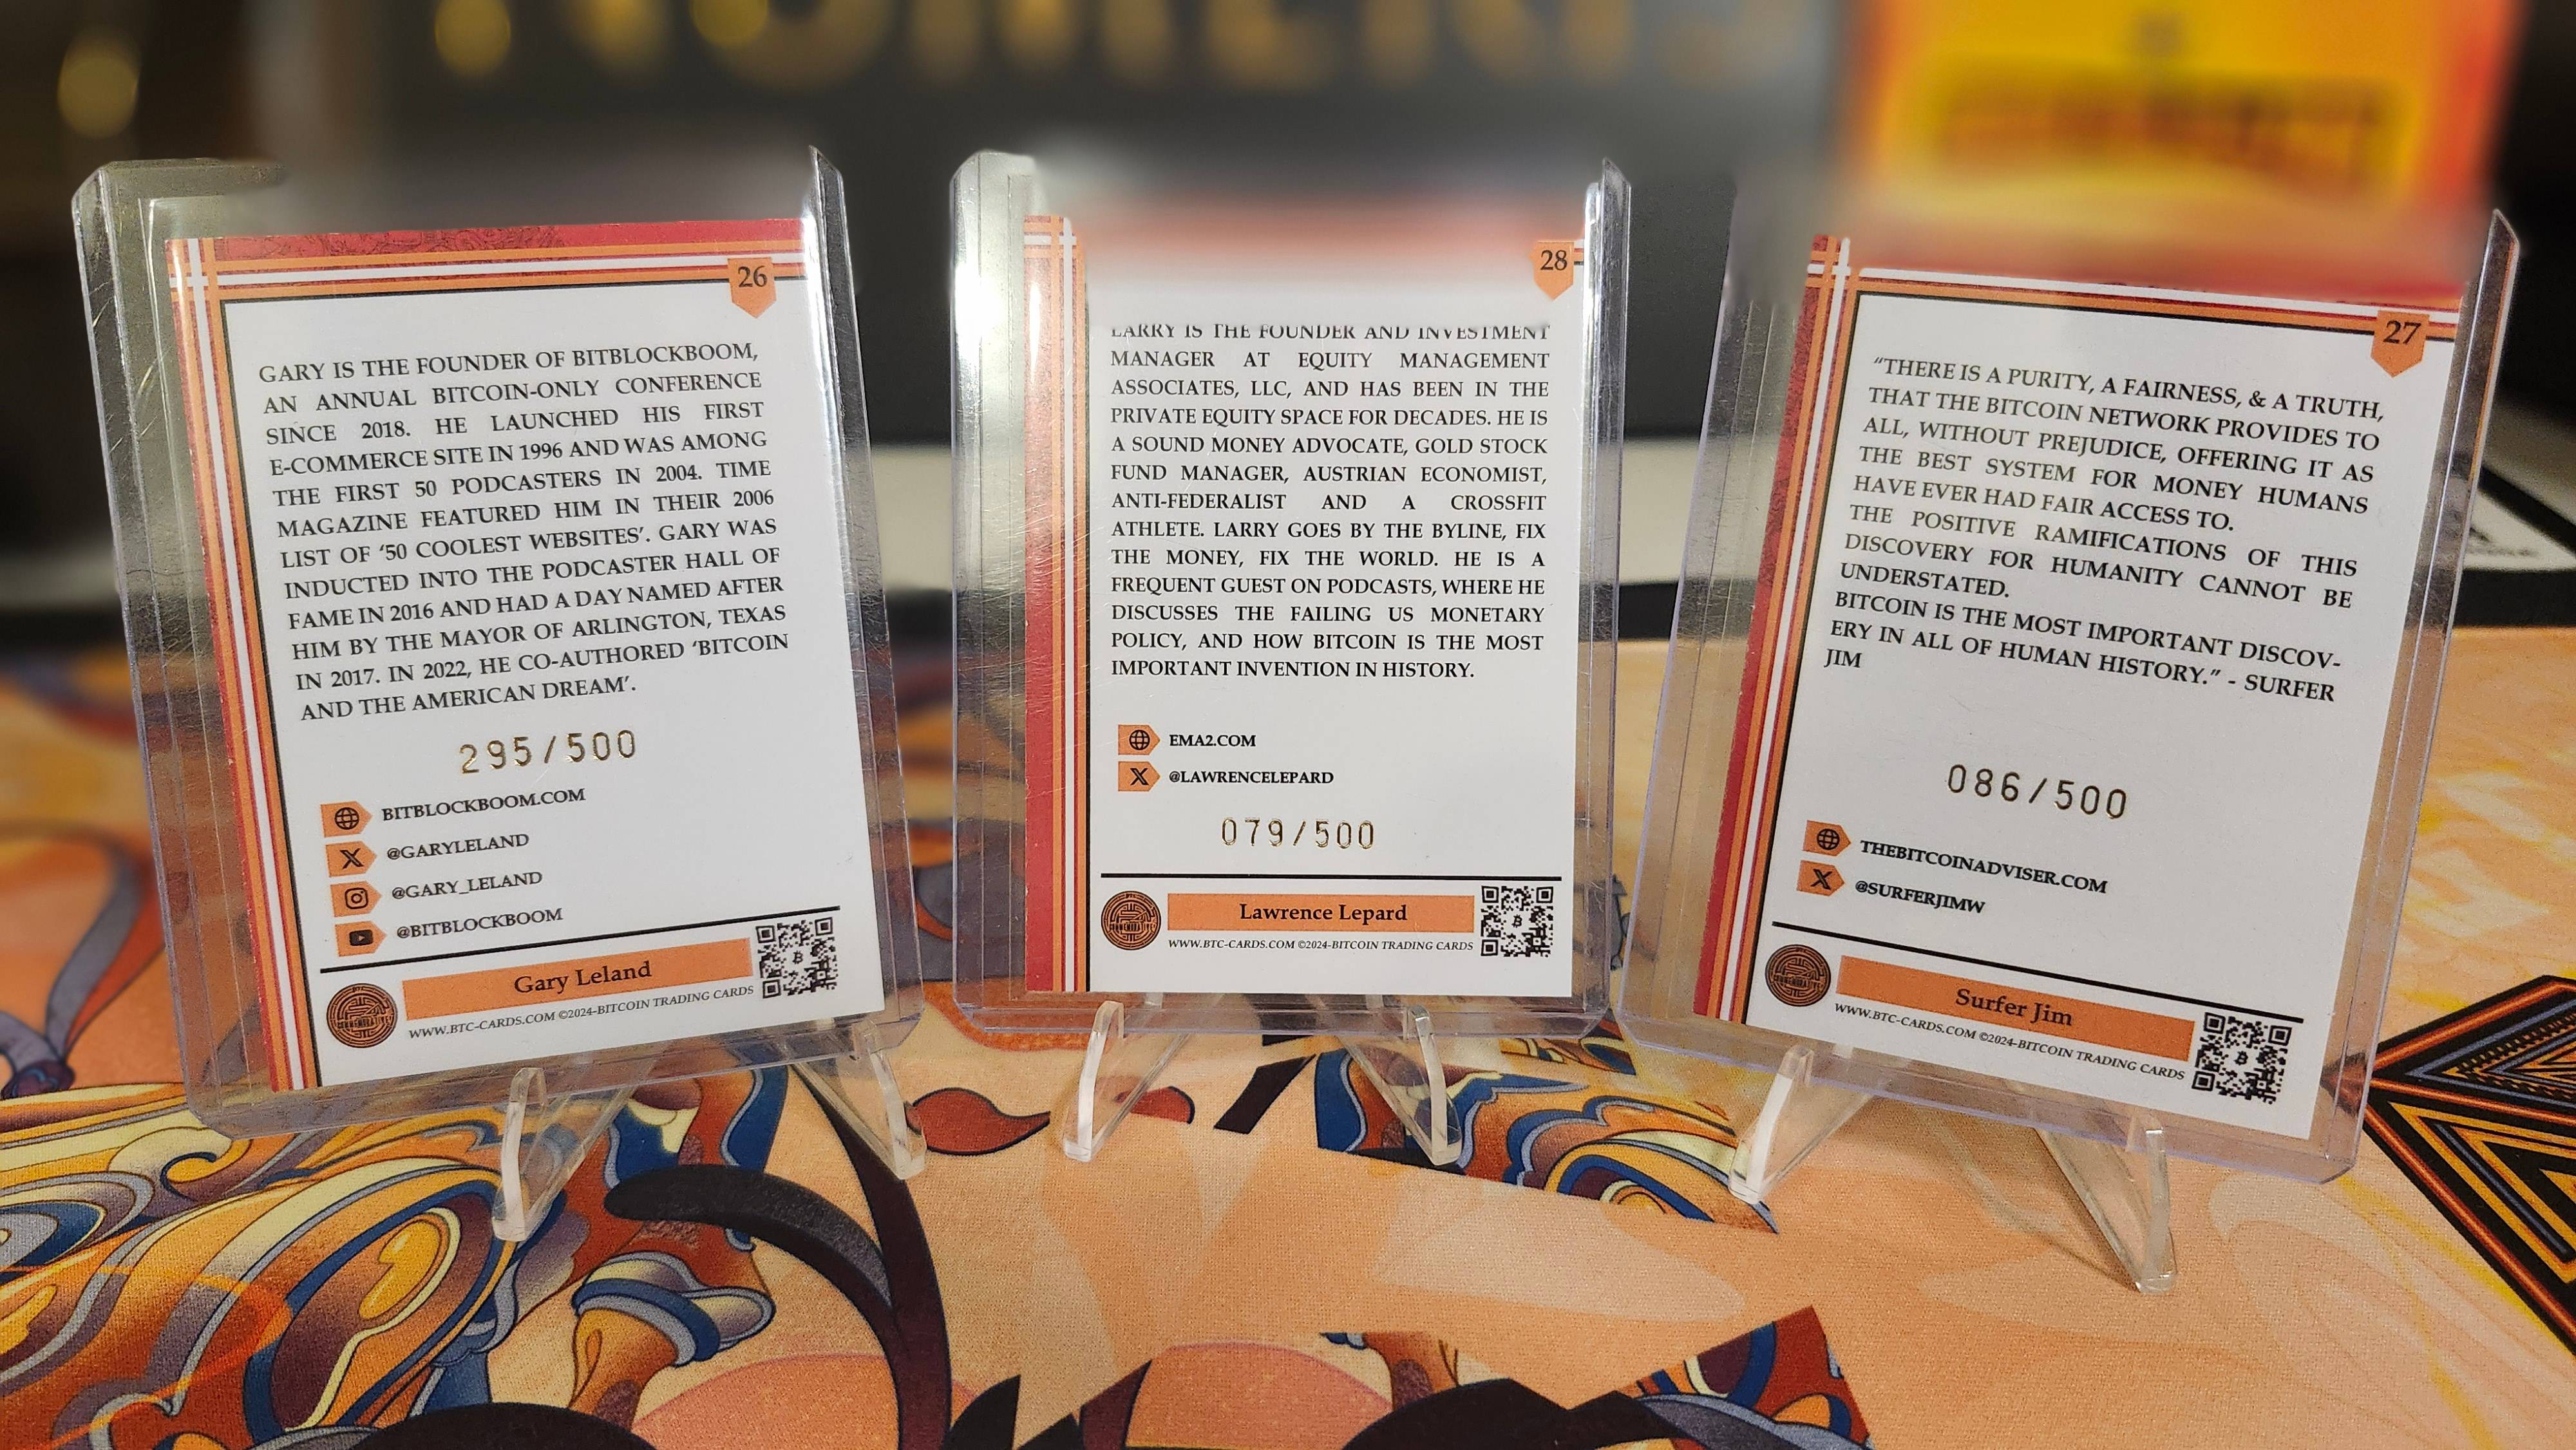 26
GARY IS THE FOUNDER OF BITBLOCKBOOM,
AN ANNUAL BITCOIN-ONLY CONFERENCE
SINCE 2018. HE LAUNCHED HIS FIRST
E-COMMERCE SITE IN 1996 AND WAS AMONG
THE FIRST 50 PODCASTERS IN 2004. TIME
MAGAZINE FEATURED HIM IN THEIR 2006
LIST OF ‘50 COOLEST WEBSITES’. GARY WAS
INDUCTED INTO THE PODCASTER HALL OF
FAME IN 2016 AND HAD A DAY NAMED AFTER
HIM BY THE MAYOR OF ARLINGTON, TEXAS
IN 2017. IN 2022, HE CO-AUTHORED ‘BITCOIN
AND THE AMERICAN DREAM’.
295/500
BITBLOCKBOOM.COM
@GARYLELAND
@GARY_LELAND
@BITBLOCKBOOM
Gary Leland
WWW.BTC-CARDS.COM ©2024-BITCOIN TRADING CARDS
28
LARRY IS THE FOUNDER AND INVESTMENT
MANAGER AT EQUITY MANAGEMENT
ASSOCIATES, LLC, AND HAS BEEN IN THE
PRIVATE EQUITY SPACE FOR DECADES. HE IS
A SOUND MONEY ADVOCATE, GOLD STOCK
FUND MANAGER, AUSTRIAN ECONOMIST,
ANTI-FEDERALIST AND A CROSSFIT
ATHLETE. LARRY GOES BY THE BYLINE, FIX
THE MONEY, FIX THE WORLD. HE IS A
FREQUENT GUEST ON PODCASTS, WHERE HE
DISCUSSES THE FAILING US MONETARY
POLICY, AND HOW BITCOIN IS THE MOST
IMPORTANT INVENTION IN HISTORY.
EMA2.COM
@LAWRENCELEPARD
079/500
Lawrence Lepard
WWW.BTC-CARDS.COM ©2024-BITCOIN TRADING CARDS
27
“THERE IS A PURITY, A FAIRNESS, & A TRUTH,
THAT THE BITCOIN NETWORK PROVIDES TO
ALL, WITHOUT PREJUDICE, OFFERING IT AS
THE BEST SYSTEM FOR MONEY HUMANS
HAVE EVER HAD FAIR ACCESS TO.
THE POSITIVE RAMIFICATIONS OF THIS
DISCOVERY FOR HUMANITY CANNOT BE
UNDERSTATED.
BITCOIN IS THE MOST IMPORTANT DISCOV-
ERY IN ALL OF HUMAN HISTORY.” - SURFER
JIM
086/500
THEBITCOINADVISER.COM
@SURFERJIMW
Surfer Jim
WWW.BTC-CARDS.COM ©2024-BITCOIN TRADING CARDS